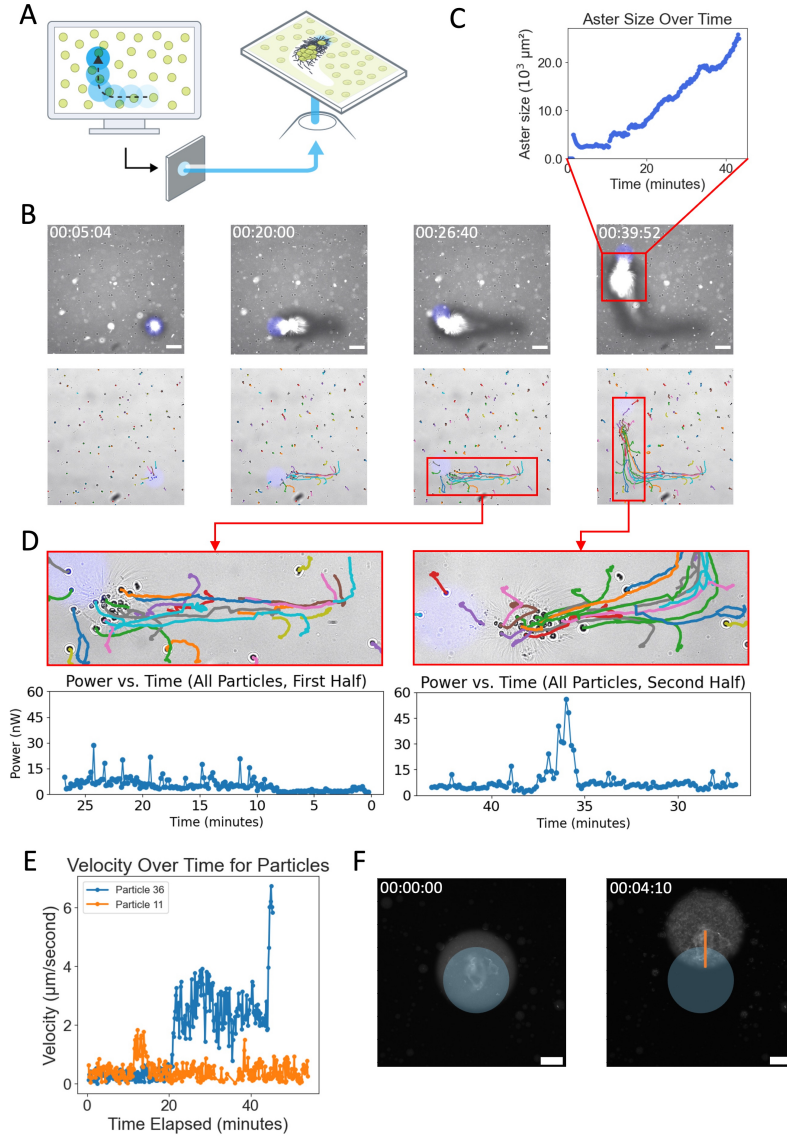 A
C
Aster Size Over Time
Aster size (10³ μm²)
20.0
10.0
0.0
0
20
40
Time (minutes)
B
00:05:04
00:20:00
00:26:40
00:39:52
D
Power vs. Time (All Particles, First Half)
Power (nW)
60
45
30
15
0
25
20
15
10
5
0
Time (minutes)
Power vs. Time (All Particles, Second Half)
60
45
30
15
0
40
35
30
Time (minutes)
E
Velocity Over Time for Particles
Particle 36
Particle 11
Velocity (μm/second)
6
4
2
0
0
20
40
Time Elapsed (minutes)
F
00:00:00
00:04:10